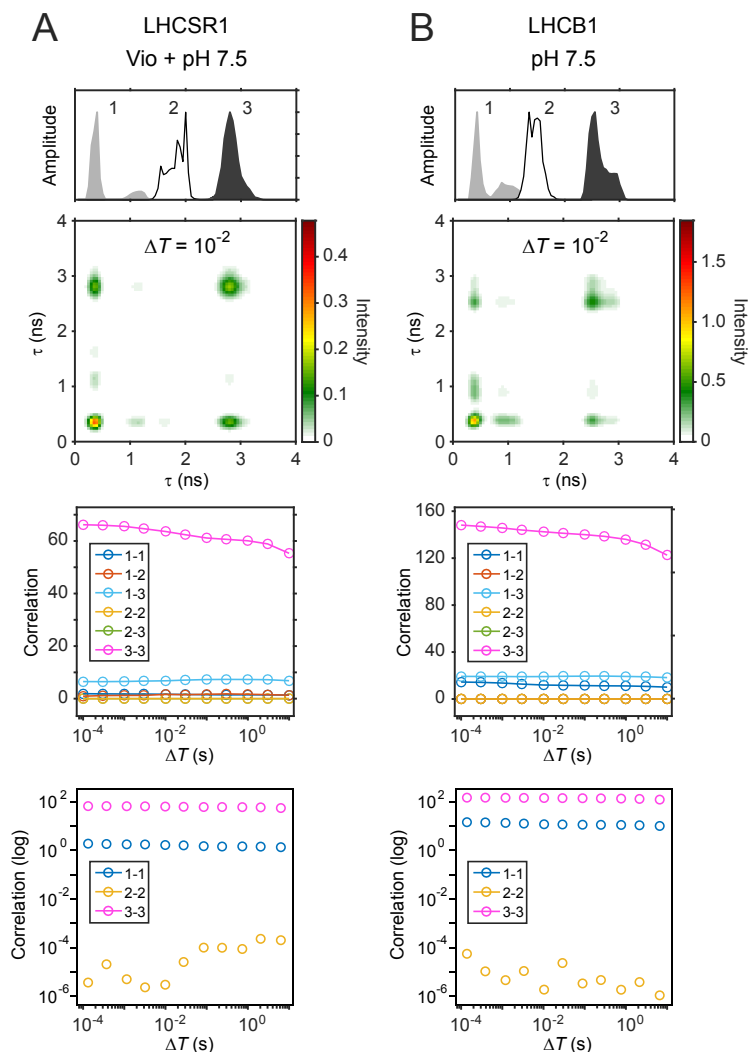 A
LHCSR1
Vio + pH 7.5
Amplitude
1 2 3
ΔT = 10-2
τ (ns)
4
3
2
1
0
0 1 2 3 4
τ (ns)
0.4
0.3
0.2
0.1
0
Intensity
Correlation
60
40
20
0
1-1
1-2
1-3
2-2
2-3
3-3
10-4 10-2 100
ΔT (s)
Correlation (log)
102
100
10-2
10-4
10-6
1-1
2-2
3-3
10-4 10-2 100
ΔT (s)
B
LHCB1
pH 7.5
Amplitude
1 2 3
ΔT = 10-2
τ (ns)
4
3
2
1
0
0 1 2 3 4
τ (ns)
1.5
1.0
0.5
0
Intensity
Correlation
160
120
80
40
0
1-1
1-2
1-3
2-2
2-3
3-3
10-4 10-2 100
ΔT (s)
Correlation (log)
102
100
10-2
10-4
10-6
1-1
2-2
3-3
10-4 10-2 100
ΔT (s)